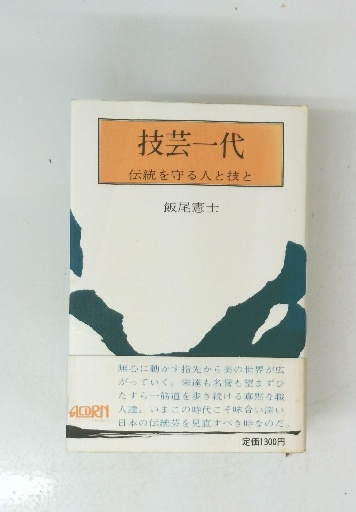 技芸一代
伝統を守る人と技と
飯尾憲士
無心に動かす指先から美の世界が広
がっていく。栄達も名誉も望まずひ
たすら一筋道を歩き続ける寡黙な職
人達。いまこの時代こそ味合い深い
日本の伝統芸を見直すべき時なのだ。
ACORN
定価1300円